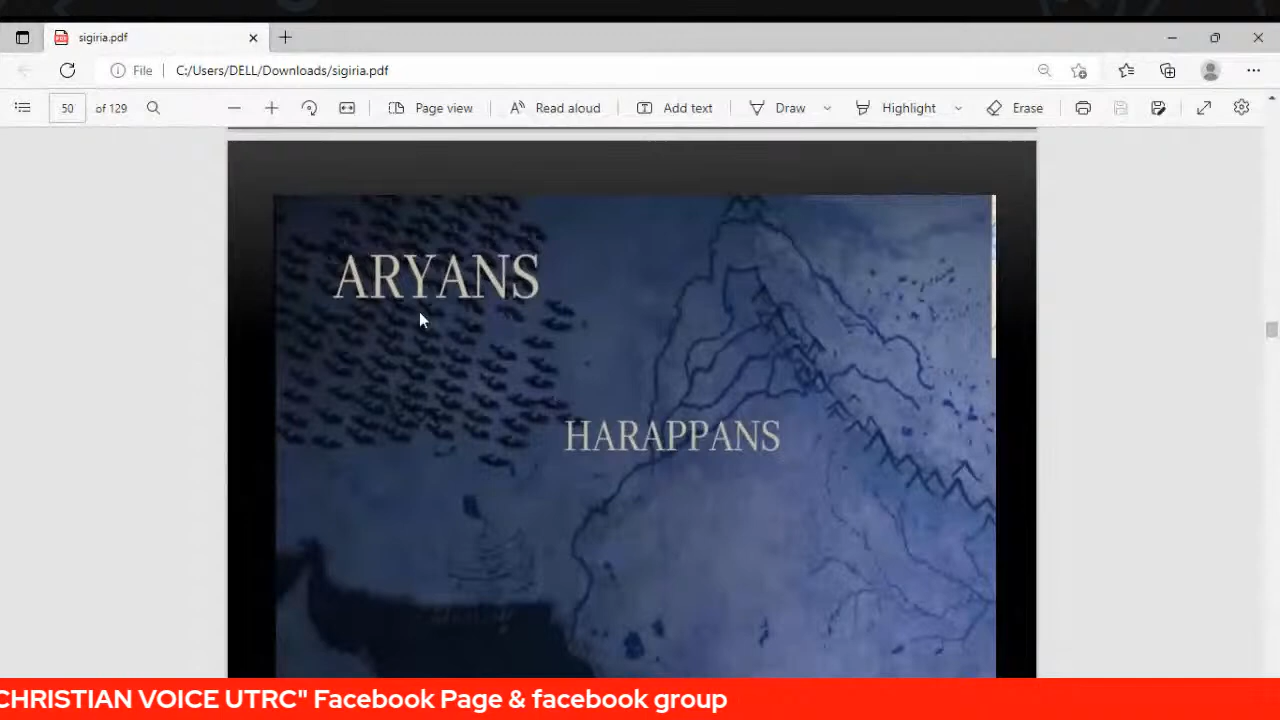 sigiria.pdf
File C:/Users/DELL/Downloads/sigiria.pdf
50 of 129 Page view Read aloud Add text Draw Highlight Erase
ARYANS
HARAPPANS
CHRISTIAN VOICE UTRC" Facebook Page & facebook group